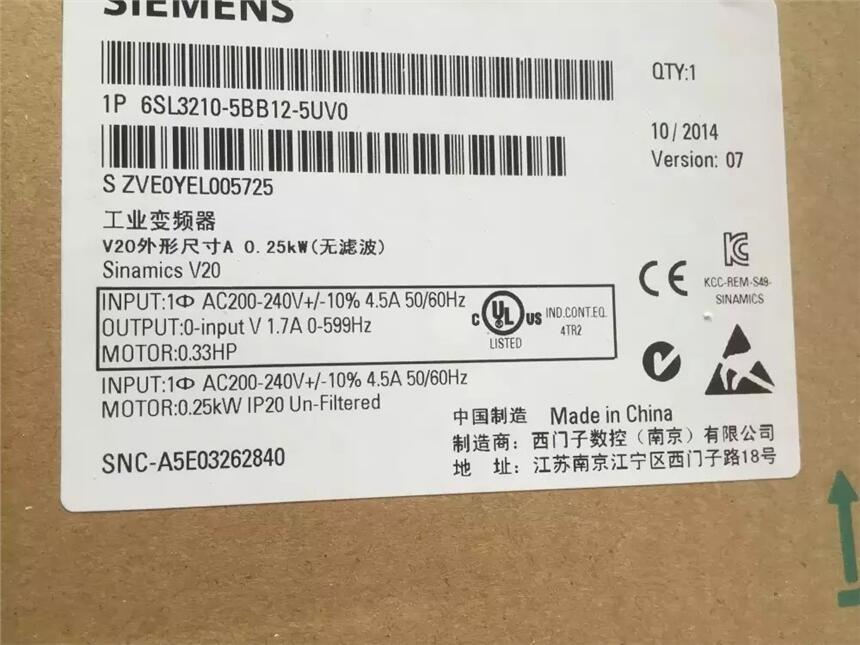 SIEMENS
QTY:1
1P 6SL3210-5BB12-5UV0
10/2014
Version: 07
S ZVE0YEL005725
工业变频器
V20外形尺寸A 0.25kW(无滤波)
Sinamics V20
INPUT:1Φ AC200-240V+/-10% 4.5A 50/60Hz
OUTPUT:0-input V 1.7A 0-599Hz
MOTOR:0.33HP
C UL US
LISTED
IND.CONT.EQ.
4TR2
CE
KCC-REM-S49-
SINAMICS
INPUT:1Φ AC200-240V+/-10% 4.5A 50/60Hz
MOTOR:0.25kW IP20 Un-Filtered
SNC-A5E03262840
中国制造 Made in China
制造商: 西门子数控（南京）有限公司
地 址: 江苏南京江宁区西门子路18号